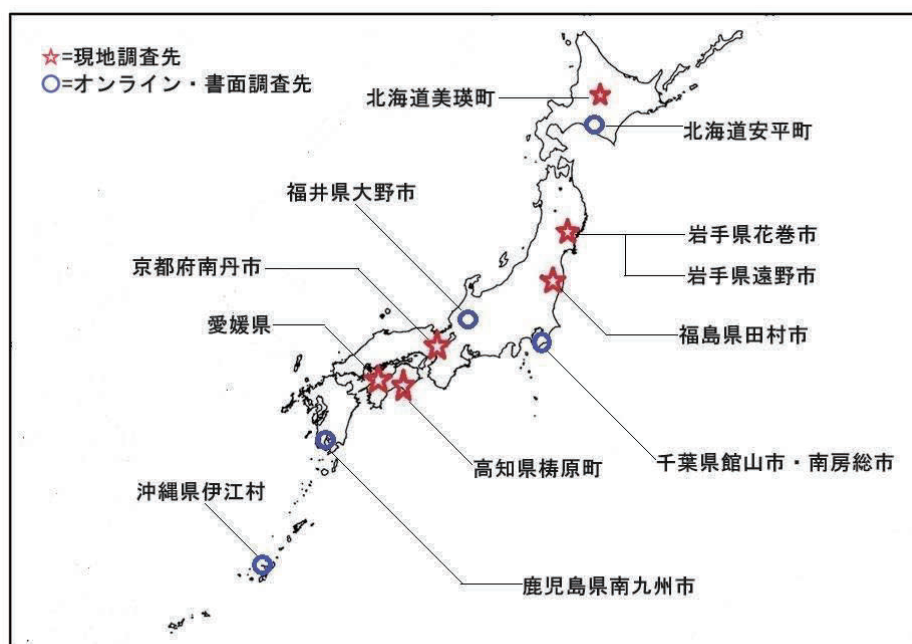 ☆=現地調査先
○=オンライン・書面調査先
北海道美瑛町
北海道安平町
福井県大野市
岩手県花巻市
京都府南丹市
岩手県遠野市
愛媛県
福島県田村市
千葉県館山市・南房総市
高知県梼原町
沖縄県伊江村
鹿児島県南九州市